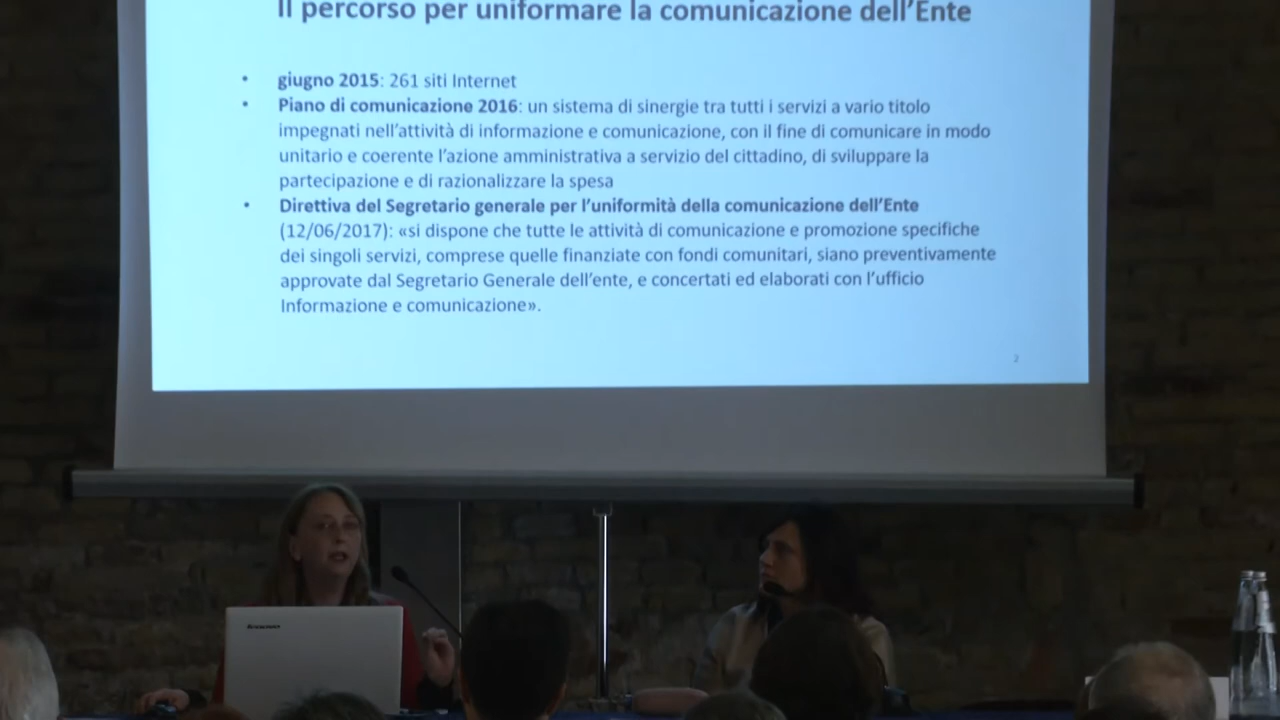 Il percorso per uniformare la comunicazione dell'Ente
• giugno 2015: 261 siti Internet
• Piano di comunicazione 2016: un sistema di sinergie tra tutti i servizi a vario titolo
impegnati nell'attività di informazione e comunicazione, con il fine di comunicare in modo
unitario e coerente l'azione amministrativa a servizio del cittadino, di sviluppare la
partecipazione e di razionalizzare la spesa
• Direttiva del Segretario generale per l'uniformità della comunicazione dell'Ente
(12/06/2017): «si dispone che tutte le attività di comunicazione e promozione specifiche
dei singoli servizi, comprese quelle finanziate con fondi comunitari, siano preventivamente
approvate dal Segretario Generale dell'ente, e concertati ed elaborati con l'ufficio
Informazione e comunicazione».
2
lenovo